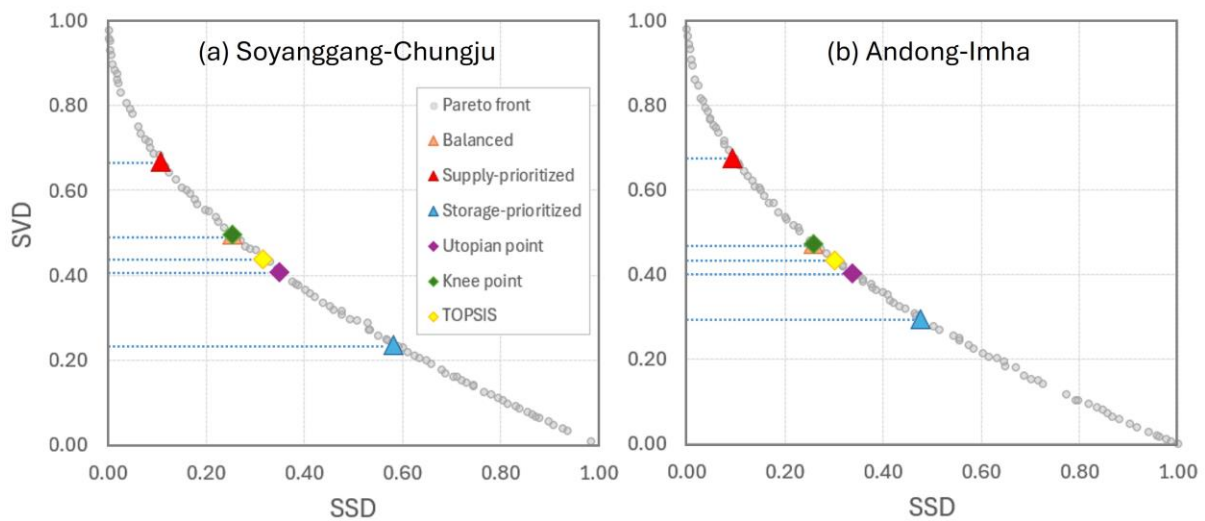 (a) Soyanggang-Chungju
1.00
0.80
0.60
0.40
0.20
0.00
SVD
Pareto front
Balanced
Supply-prioritized
Storage-prioritized
Utopian point
Knee point
TOPSIS
0.00 0.20 0.40 0.60 0.80 1.00
SSD
(b) Andong-Imha
1.00
0.80
0.60
0.40
0.20
0.00
0.00 0.20 0.40 0.60 0.80 1.00
SSD